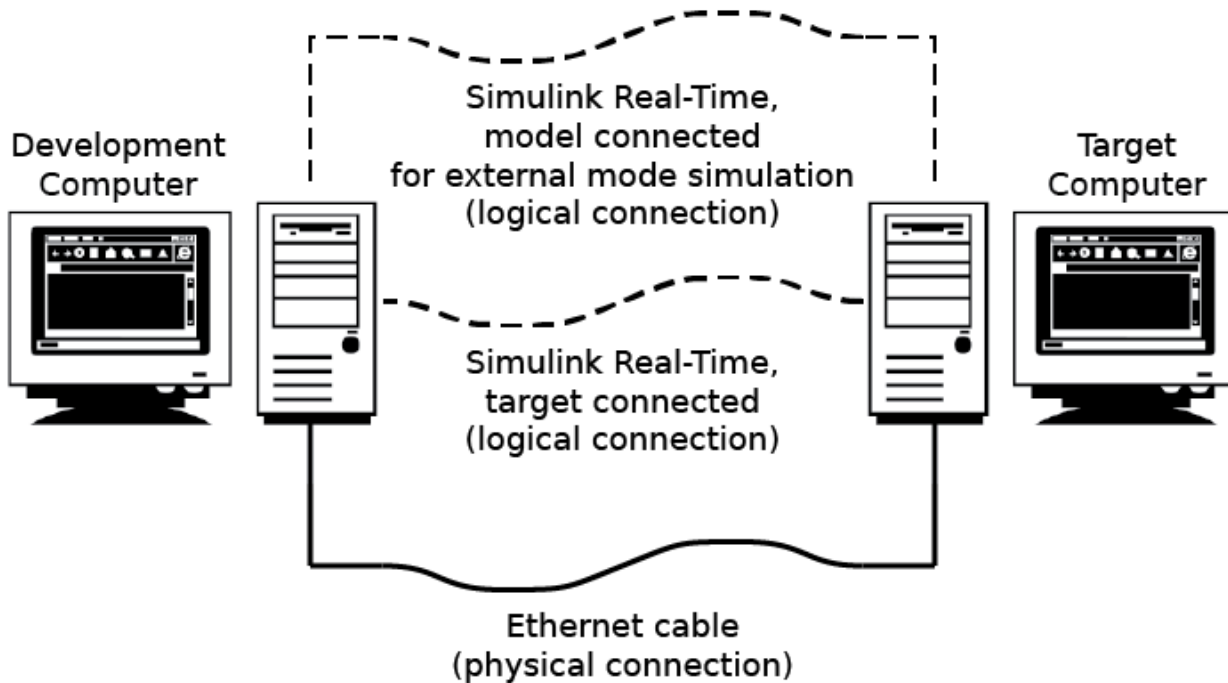 Simulink Real-Time,
model connected
for external mode simulation
(logical connection)
Development
Computer
Target
Computer
Simulink Real-Time,
target connected
(logical connection)
Ethernet cable
(physical connection)